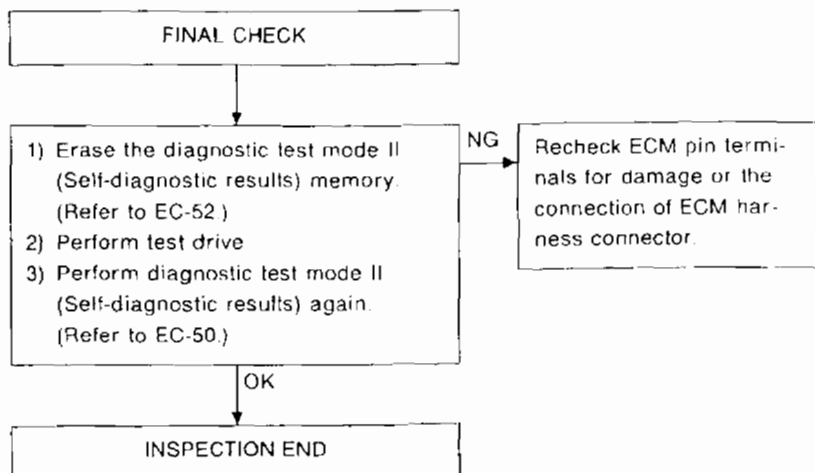 FINAL CHECK
1) Erase the diagnostic test mode II
(Self-diagnostic results) memory.
(Refer to EC-52.)
2) Perform test drive
3) Perform diagnostic test mode II
(Self-diagnostic results) again.
(Refer to EC-50.)
NG
Recheck ECM pin termi-
nals for damage or the
connection of ECM har-
ness connector.
OK
INSPECTION END